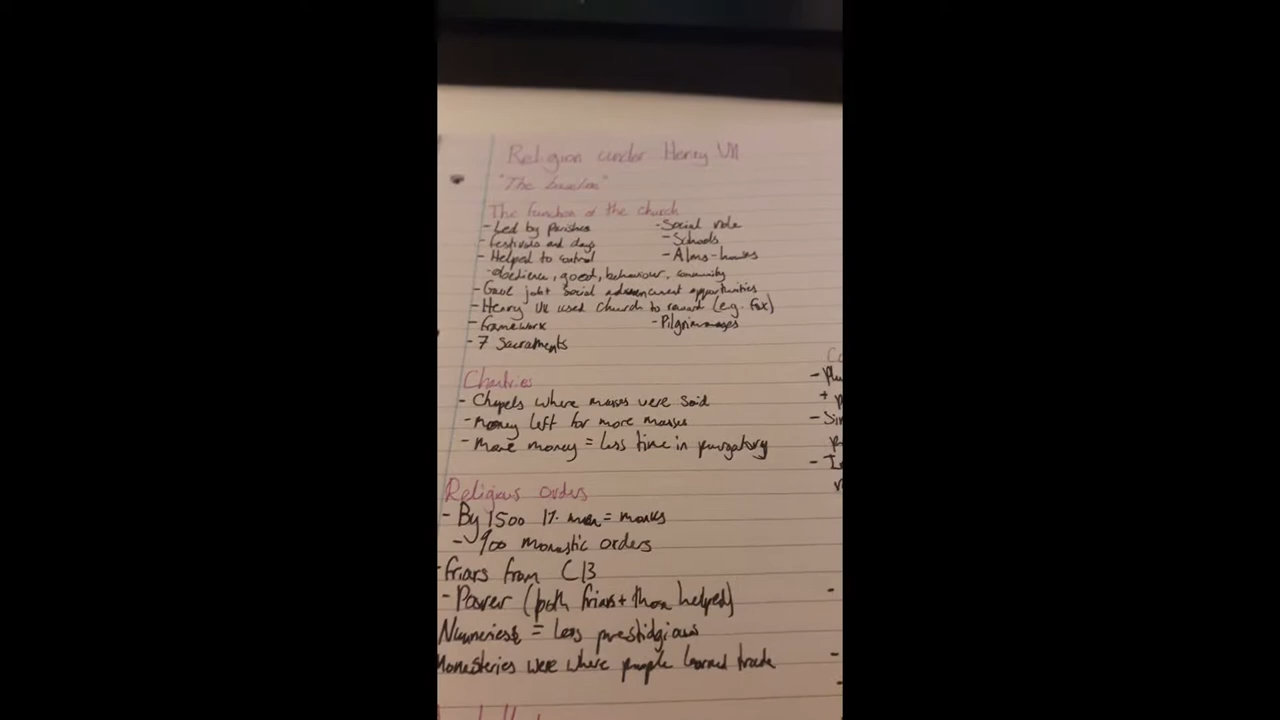 Religion under Henry VII
"The baseline"
The function of the church
- Led by parishes
- Social role
- Festivals and days
- Schools
- Helped to control
- Alms-houses
- obedience, good, behaviour, community
- Gave jobs + social advancement opportunities
- Henry VII used church to reward (e.g. Fox)
- Framework
- Pilgrimages
- 7 Sacraments
Chantries
- Chapels where masses were said
- Money left for more masses
- More money = less time in purgatory
Religious orders
- By 1500 1% men = monks
- ~900 monastic orders
- Friars from C13
- Power (both friars + helped)
Nunneries = less prestidgious
Monasteries were where people learned trade